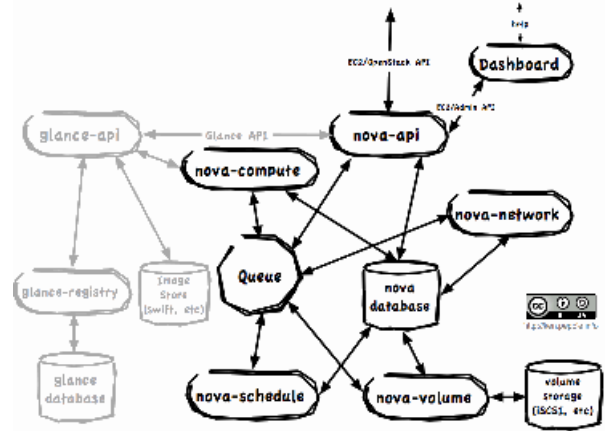 http
EC2/OpenStack API
Dashboard
EC2/Admin API
glance-api
Glance API
nova-api
nova-compute
nova-network
Queue
nova
database
glance-registry
Image
Store
(swift, etc)
cc
glance
database
nova-schedule
nova-volume
volume
storage
(iSCSI, etc)